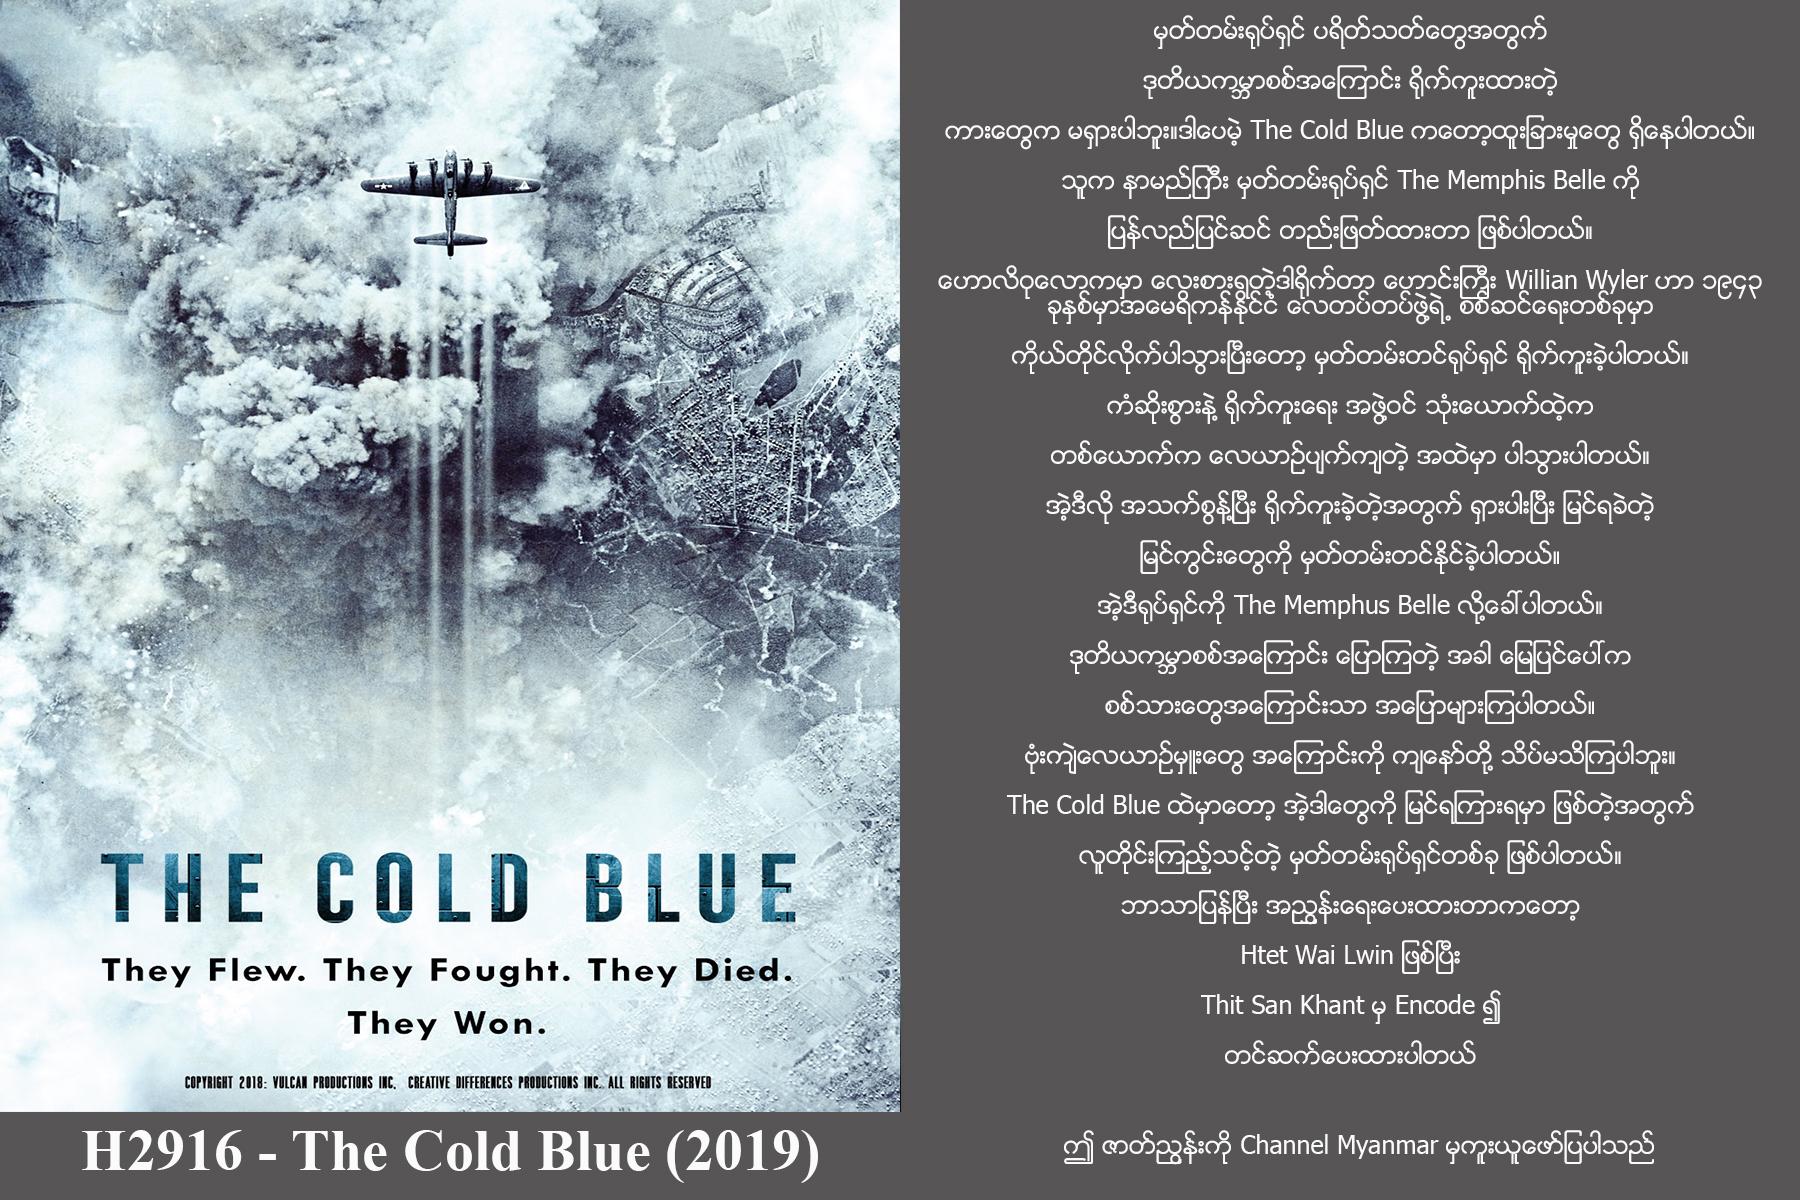 THE COLD BLUE
They Flew. They Fought. They Died.
They Won.
COPYRIGHT 2018: VULCAN PRODUCTIONS INC, CREATIVE DIFFERENCES PRODUCTIONS INC. ALL RIGHTS RESERVED
H2916 - The Cold Blue (2019)
မှတ်တမ်းရုပ်ရှင် ပရိတ်သတ်တွေအတွက်
ဒုတိယကမ္ဘာစစ်အကြောင်း ရိုက်ကူးထားတဲ့
ကားတွေက မရှားပါဘူး။ဒါပေမဲ့ The Cold Blue ကတော့ထူးခြားမှုတွေ ရှိနေပါတယ်။
သူက နာမည်ကြီး မှတ်တမ်းရုပ်ရှင် The Memphis Belle ကို
ပြန်လည်ပြင်ဆင် တည်းဖြတ်ထားတာ ဖြစ်ပါတယ်။
ဟောလိဝုလောကမှာ လေးစားရတဲ့ဒါရိုက်တာ ဟောင်းကြီး Willian Wyler ဟာ ၁၉၄၃
ခုနှစ်မှာအမေရိကန်နိုင်ငံ လေတပ်တပ်ဖွဲ့ရဲ့ စစ်ဆင်ရေးတစ်ခုမှာ
ကိုယ်တိုင်လိုက်ပါသွားပြီးတော့ မှတ်တမ်းတင်ရုပ်ရှင် ရိုက်ကူးခဲ့ပါတယ်။
ကံဆိုးစွားနဲ့ ရိုက်ကူးရေး အဖွဲ့ဝင် သုံးယောက်ထဲ့က
တစ်ယောက်က လေယာဉ်ပျက်ကျတဲ့ အထဲမှာ ပါသွားပါတယ်။
အဲ့ဒီလို အသက်စွန့်ပြီး ရိုက်ကူးခဲ့တဲ့အတွက် ရှားပါးပြီး မြင်ရခဲတဲ့
မြင်ကွင်းတွေကို မှတ်တမ်းတင်နိုင်ခဲ့ပါတယ်။
အဲ့ဒီရုပ်ရှင်ကို The Memphus Belle လို့ခေါ်ပါတယ်။
ဒုတိယကမ္ဘာစစ်အကြောင်း ပြောကြတဲ့ အခါ မြေပြင်ပေါ်က
စစ်သားတွေအကြောင်းသာ အပြောများကြပါတယ်။
ဗုံးကျဲလေယာဉ်မှူးတွေ အကြောင်းကို ကျနော်တို့ သိပ်မသိကြပါဘူး။
The Cold Blue ထဲမှာတော့ အဲ့ဒါတွေကို မြင်ရကြားရမှာ ဖြစ်တဲ့အတွက်
လူတိုင်းကြည့်သင့်တဲ့ မှတ်တမ်းရုပ်ရှင်တစ်ခု ဖြစ်ပါတယ်။
ဘာသာပြန်ပြီး အညွှန်းရေးပေးထားတာကတော့
Htet Wai Lwin ဖြစ်ပြီး
Thit San Khant မှ Encode ၍
တင်ဆက်ပေးထားပါတယ်
ဤ ဇာတ်ညွှန်းကို Channel Myanmar မှကူးယူဖော်ပြပါသည်